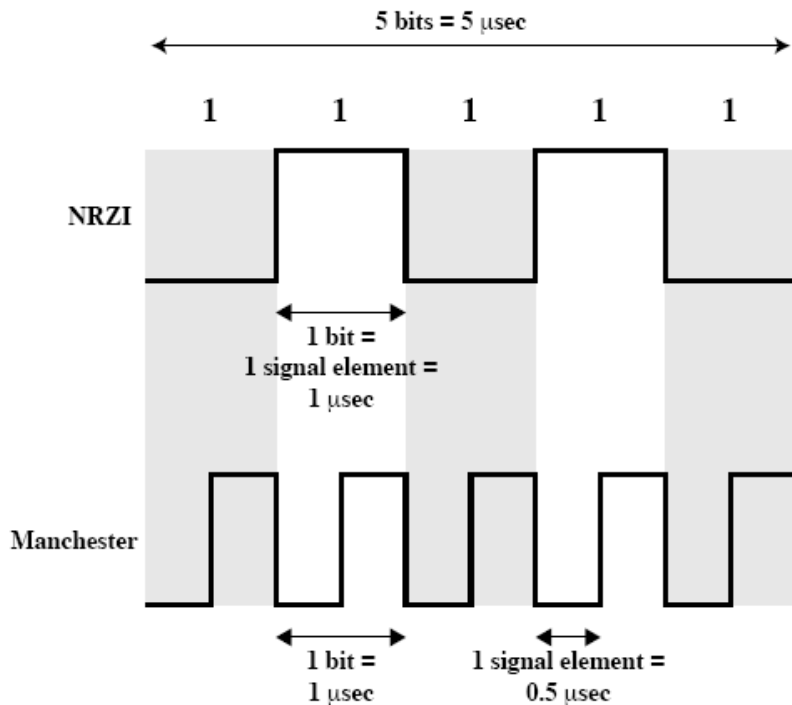 5 bits = 5 μsec
1 1 1 1 1
NRZI
1 bit =
1 signal element =
1 μsec
Manchester
1 bit =
1 μsec
1 signal element =
0.5 μsec